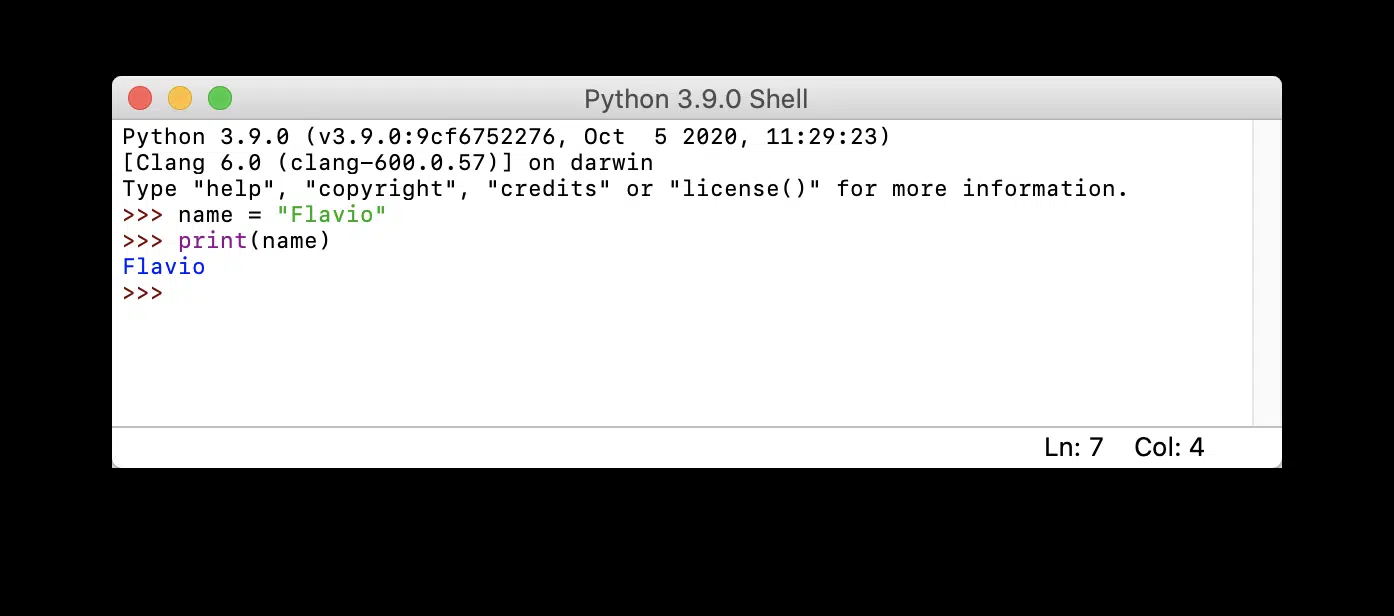 Python 3.9.0 Shell
Python 3.9.0 (v3.9.0:9cf6752276, Oct  5 2020, 11:29:23)
[Clang 6.0 (clang-600.0.57)] on darwin
Type "help", "copyright", "credits" or "license()" for more information.
>>> name = "Flavio"
>>> print(name)
Flavio
>>>
Ln: 7 Col: 4